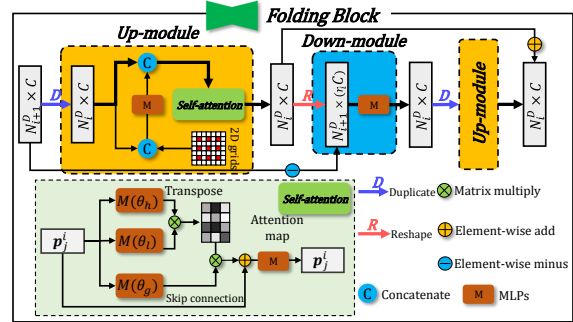 Folding Block
Up-module
Down-module
N_{i+1}^D × C
D
N_i^D × C
C
M
C
Self-attention
2D grids
N_i^D × C
R
N_{i+1}^D × (r_i C)
M
N_i^D × C
D
Up-module
N_i^D × C
p_j^i
M(θ_h)
M(θ_l)
M(θ_g)
Transpose
Skip connection
Self-attention
Attention
map
M
p_j^i
D Duplicate
Matrix multiply
R Reshape
Element-wise add
Element-wise minus
C Concatenate
M MLPs